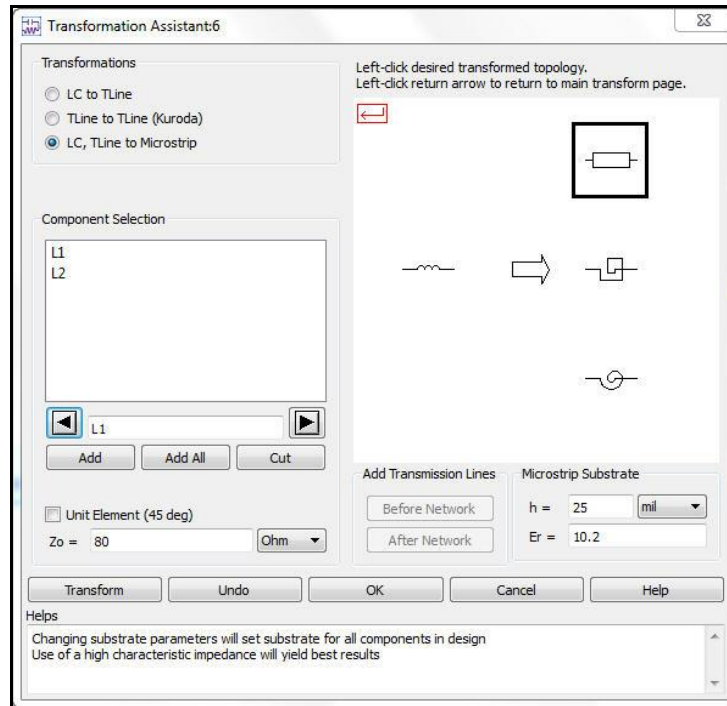 Transformation Assistant:6
Transformations
LC to TLine
TLine to TLine (Kuroda)
LC, TLine to Microstrip
Left-click desired transformed topology.
Left-click return arrow to return to main transform page.
Component Selection
L1
L2
L1
Add
Add All
Cut
Unit Element (45 deg)
Zo = 80 Ohm
Add Transmission Lines
Before Network
After Network
Microstrip Substrate
h = 25 mil
Er = 10.2
Transform
Undo
OK
Cancel
Help
Helps
Changing substrate parameters will set substrate for all components in design
Use of a high characteristic impedance will yield best results